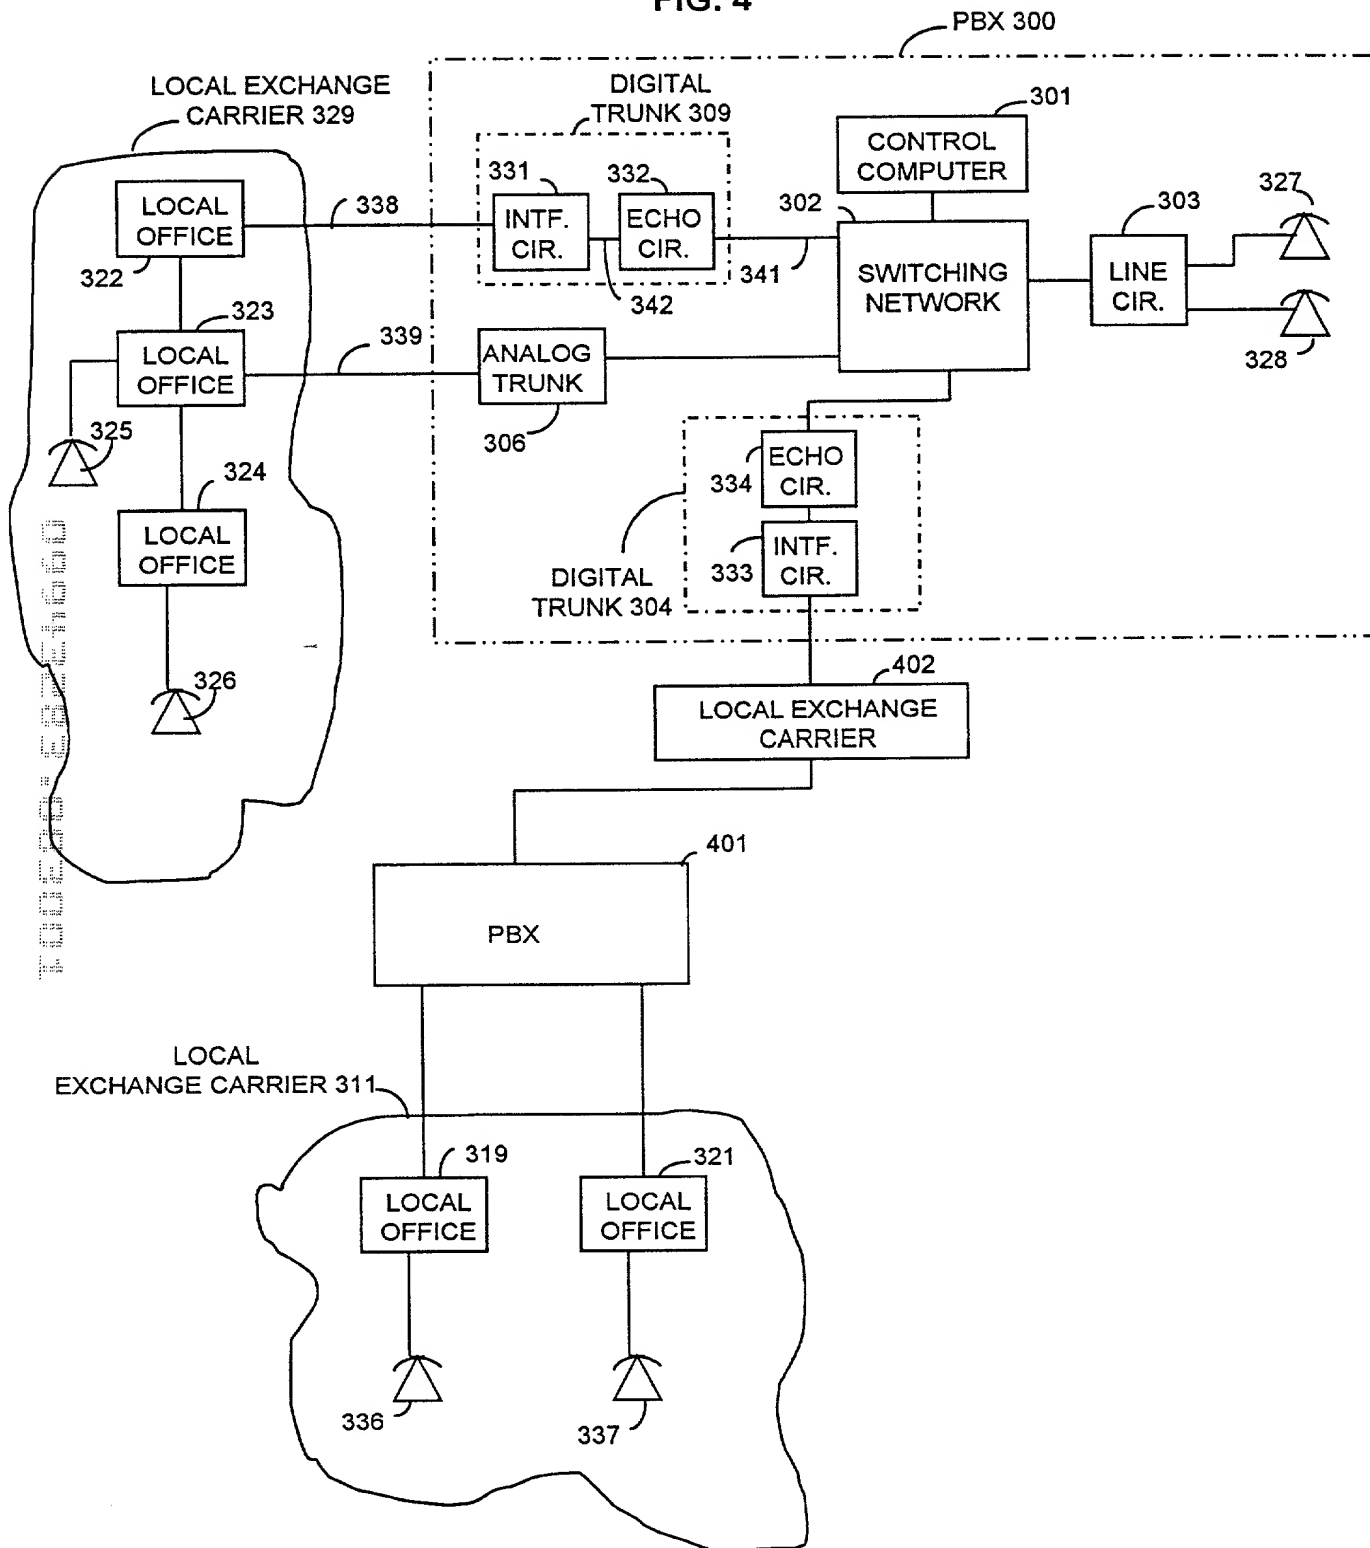 FIG. 4
PBX 300
LOCAL EXCHANGE
CARRIER 329
DIGITAL
TRUNK 309
301
CONTROL
COMPUTER
331
332
302
303
327
LOCAL
OFFICE
338
INTF.
CIR.
ECHO
CIR.
SWITCHING
NETWORK
LINE
CIR.
322
342
341
323
339
328
LOCAL
OFFICE
ANALOG
TRUNK
306
325
324
ECHO
CIR.
334
LOCAL
OFFICE
INTF.
CIR.
333
DIGITAL
TRUNK 304
326
402
LOCAL EXCHANGE
CARRIER
401
PBX
LOCAL
EXCHANGE CARRIER 311
319
321
LOCAL
OFFICE
LOCAL
OFFICE
336
337